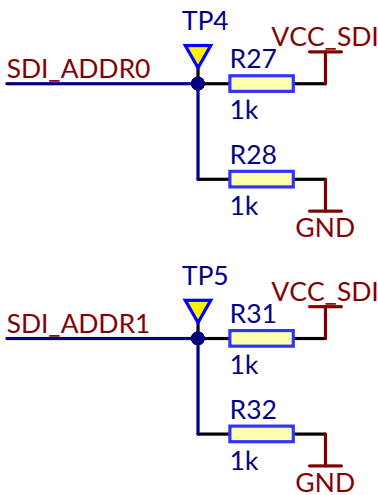 TP4
VCC_SDI
SDI_ADDR0
R27
1k
R28
1k
GND
TP5
VCC_SDI
SDI_ADDR1
R31
1k
R32
1k
GND